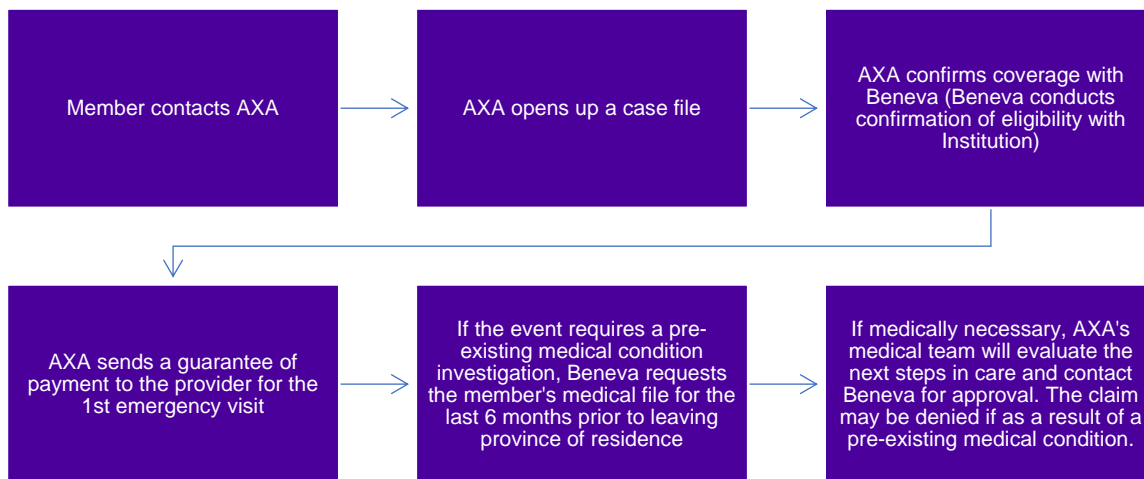 Member contacts AXA
AXA opens up a case file
AXA confirms coverage with
Beneva (Beneva conducts
confirmation of eligibility with
Institution)
AXA sends a guarantee of
payment to the provider for the
1st emergency visit
If the event requires a pre-
existing medical condition
investigation, Beneva requests
the member's medical file for the
last 6 months prior to leaving
province of residence
If medically necessary, AXA's
medical team will evaluate the
next steps in care and contact
Beneva for approval. The claim
may be denied if as a result of a
pre-existing medical condition.